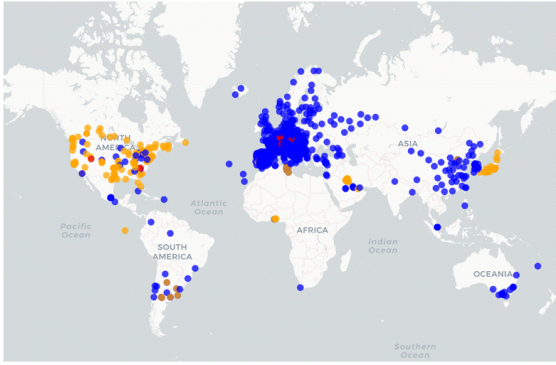 NORTH
AMERICA
ASIA
Atlantic
Ocean
Pacific
Ocean
AFRICA
SOUTH
AMERICA
Indian
Ocean
OCEANIA
Southern
Ocean